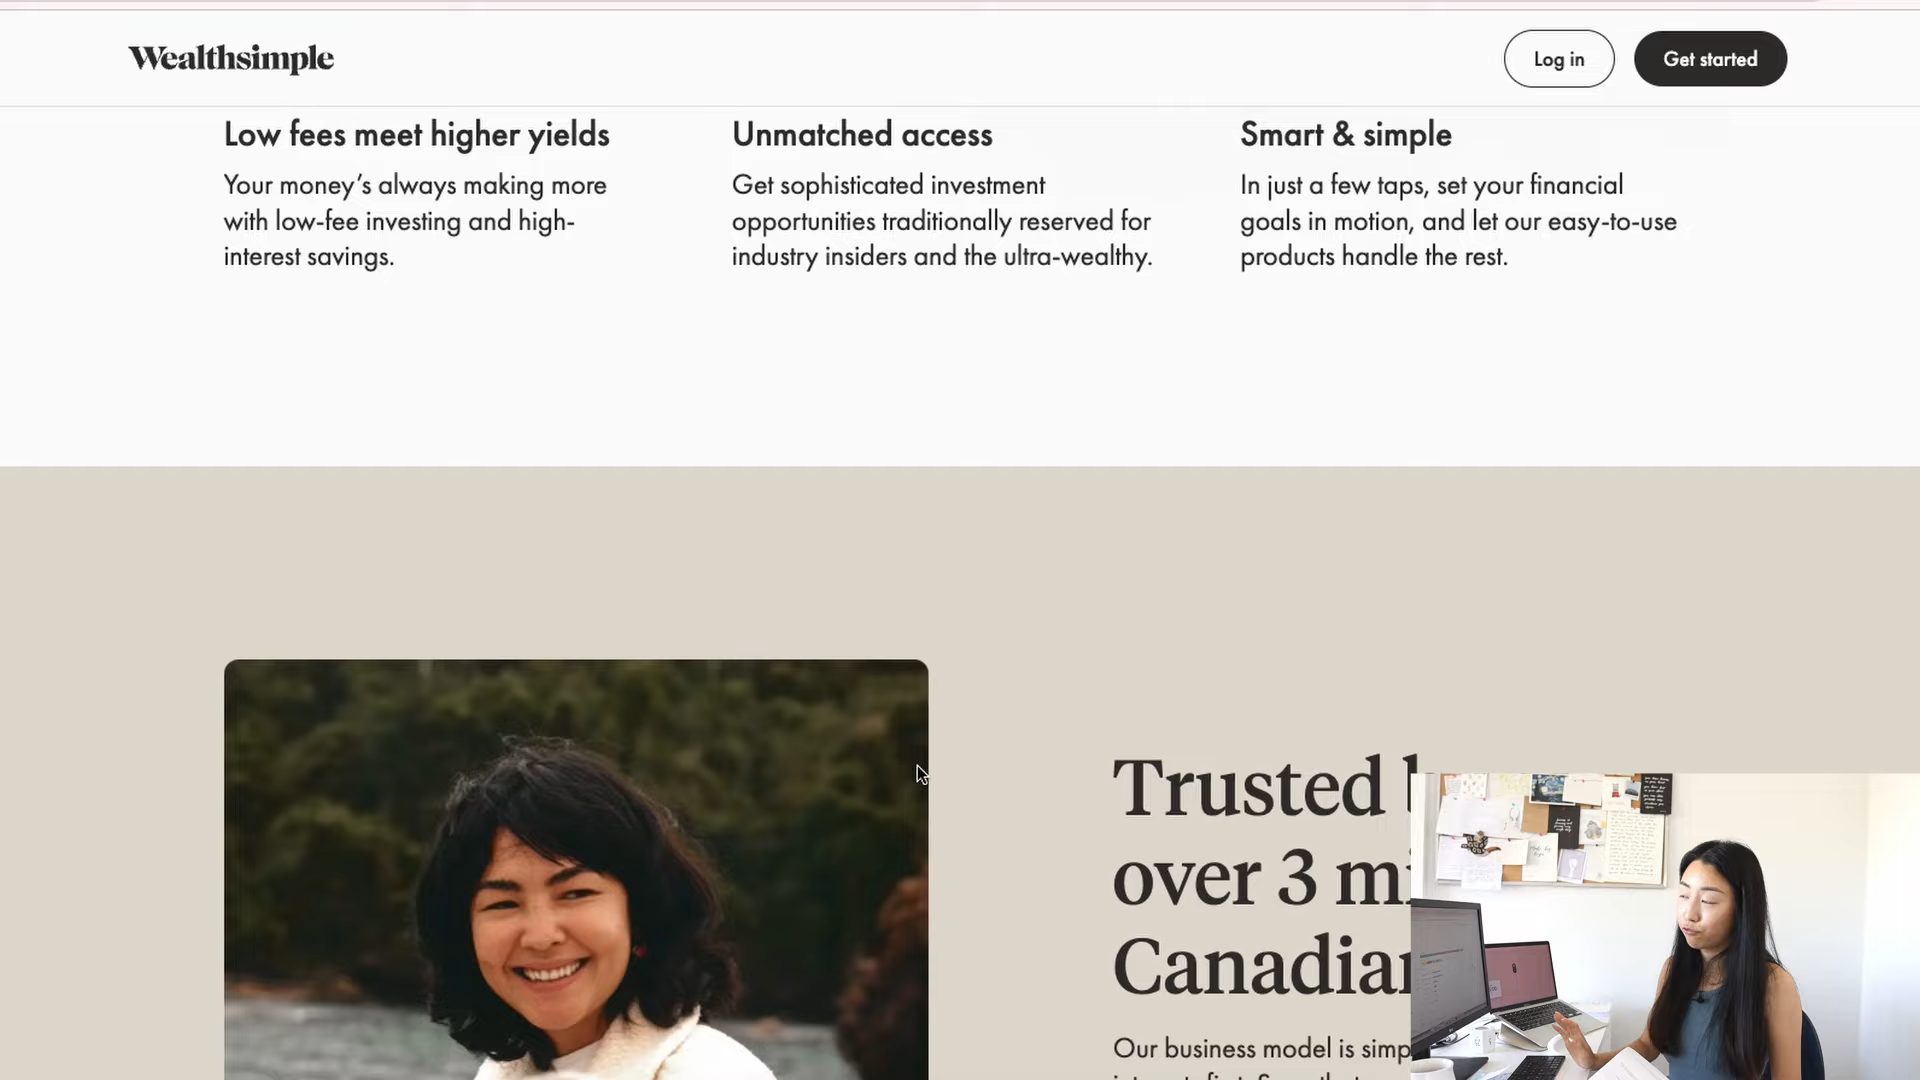 Wealthsimple
Log in
Get started
Low fees meet higher yields
Your money’s always making more
with low-fee investing and high-
interest savings.
Unmatched access
Get sophisticated investment
opportunities traditionally reserved for
industry insiders and the ultra-wealthy.
Smart & simple
In just a few taps, set your financial
goals in motion, and let our easy-to-use
products handle the rest.
Trusted
over 3
Canadian
Our business model is